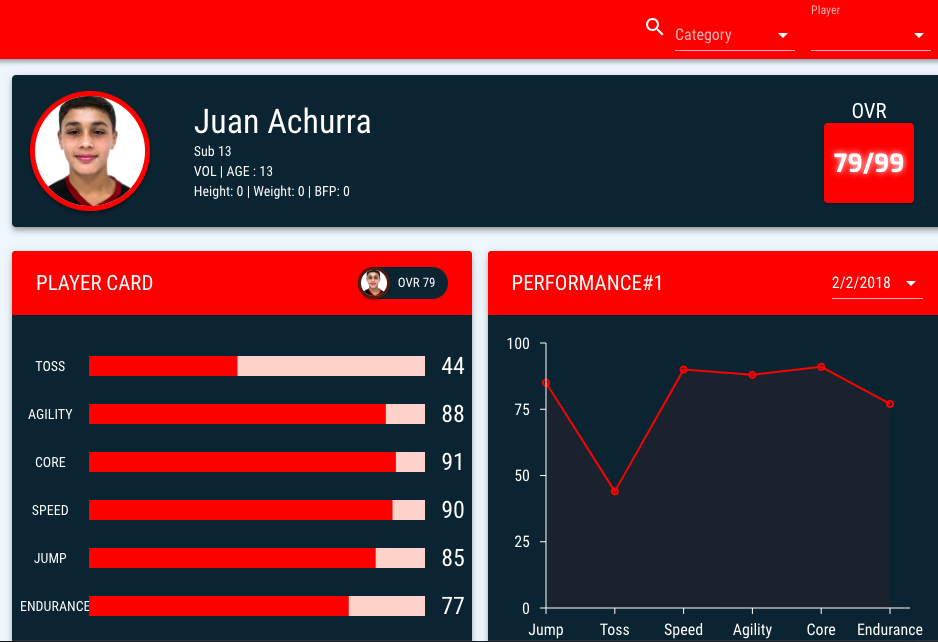 Player
Category
Juan Achurra
Sub 13
VOL | AGE : 13
Height: 0 | Weight: 0 | BFP: 0
OVR
79/99
PLAYER CARD
OVR 79
TOSS 44
AGILITY 88
CORE 91
SPEED 90
JUMP 85
ENDURANCE 77
PERFORMANCE#1
2/2/2018
100
75
50
25
0
Jump Toss Speed Agility Core Endurance